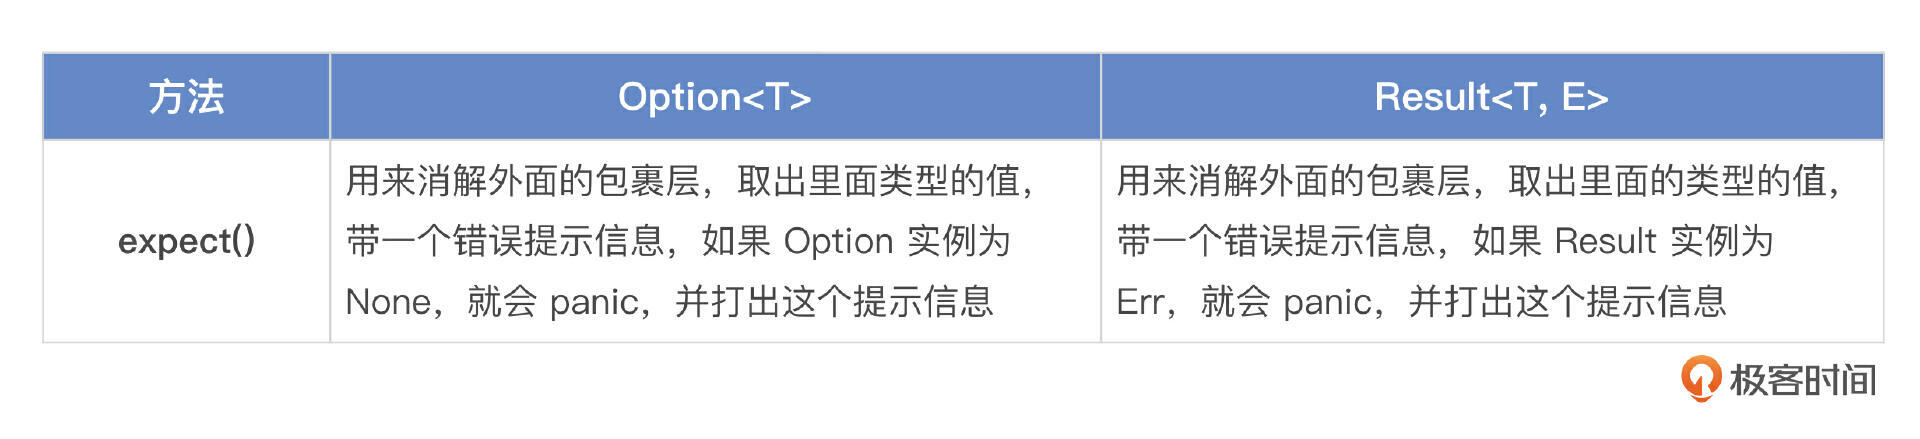 方法
Option<T>
Result<T, E>
expect()
用来消解外面的包裹层，取出里面类型的值，
带一个错误提示信息，如果 Option 实例为
None，就会 panic，并打出这个提示信息
用来消解外面的包裹层，取出里面的类型的值，
带一个错误提示信息，如果 Result 实例为
Err，就会 panic，并打出这个提示信息
极客时间